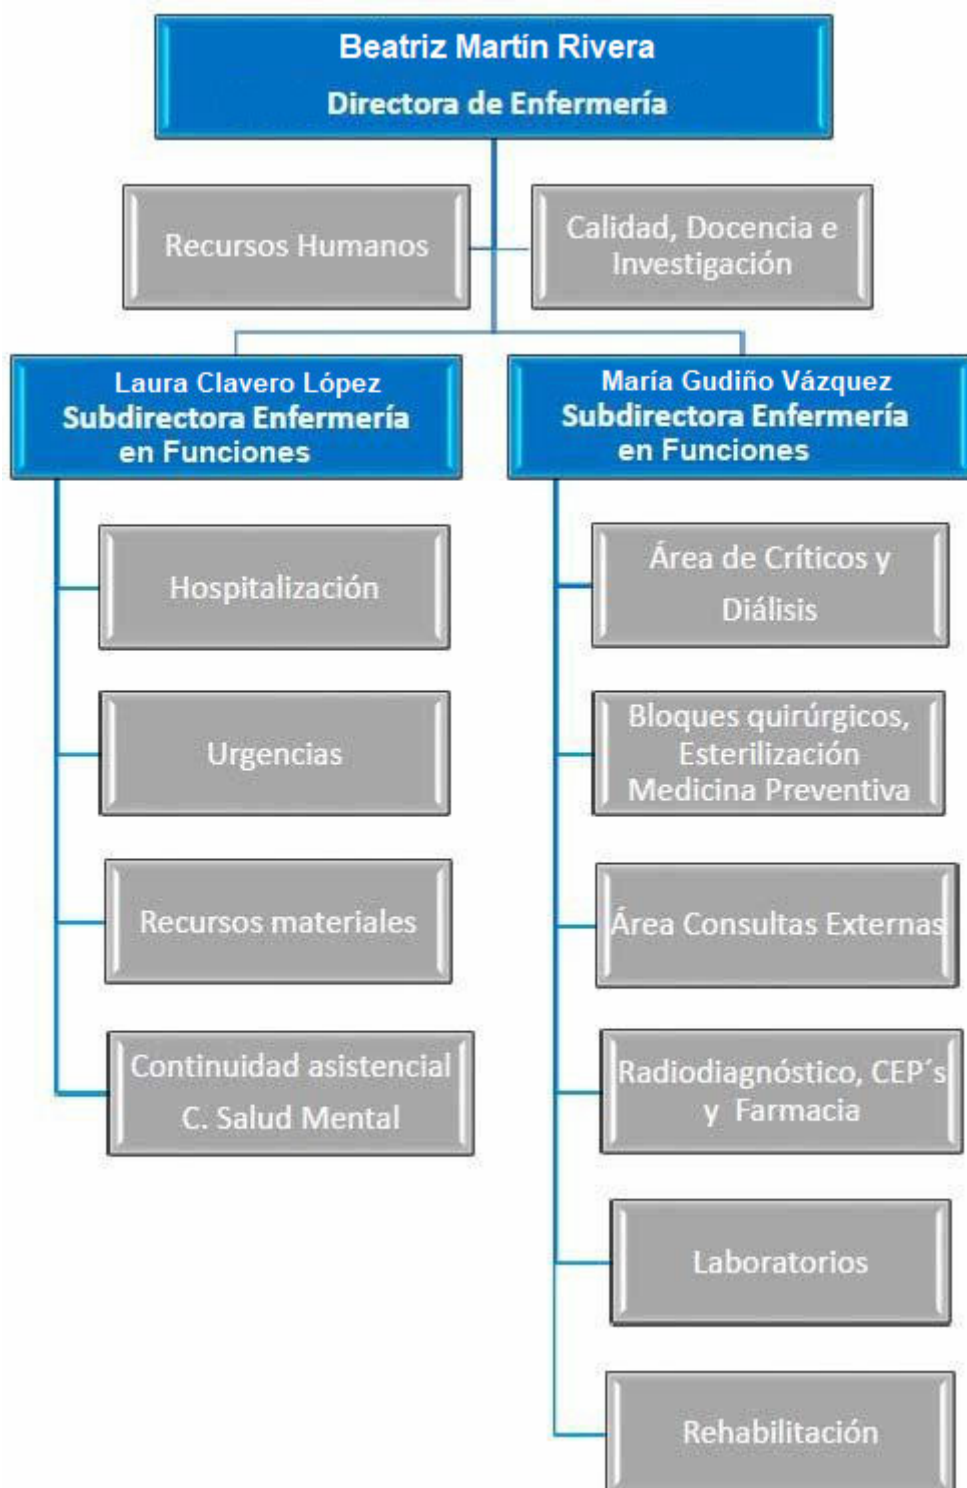 Beatriz Martín Rivera
Directora de Enfermería
Recursos Humanos
Calidad, Docencia e
Investigación
Laura Clavero López
Subdirectora Enfermería
en Funciones
María Gudiño Vázquez
Subdirectora Enfermería
en Funciones
Hospitalización
Urgencias
Recursos materiales
Continuidad asistencial
C. Salud Mental
Área de Críticos y
Diálisis
Bloques quirúrgicos,
Esterilización
Medicina Preventiva
Área Consultas Externas
Radiodiagnóstico, CEP´s
y Farmacia
Laboratorios
Rehabilitación